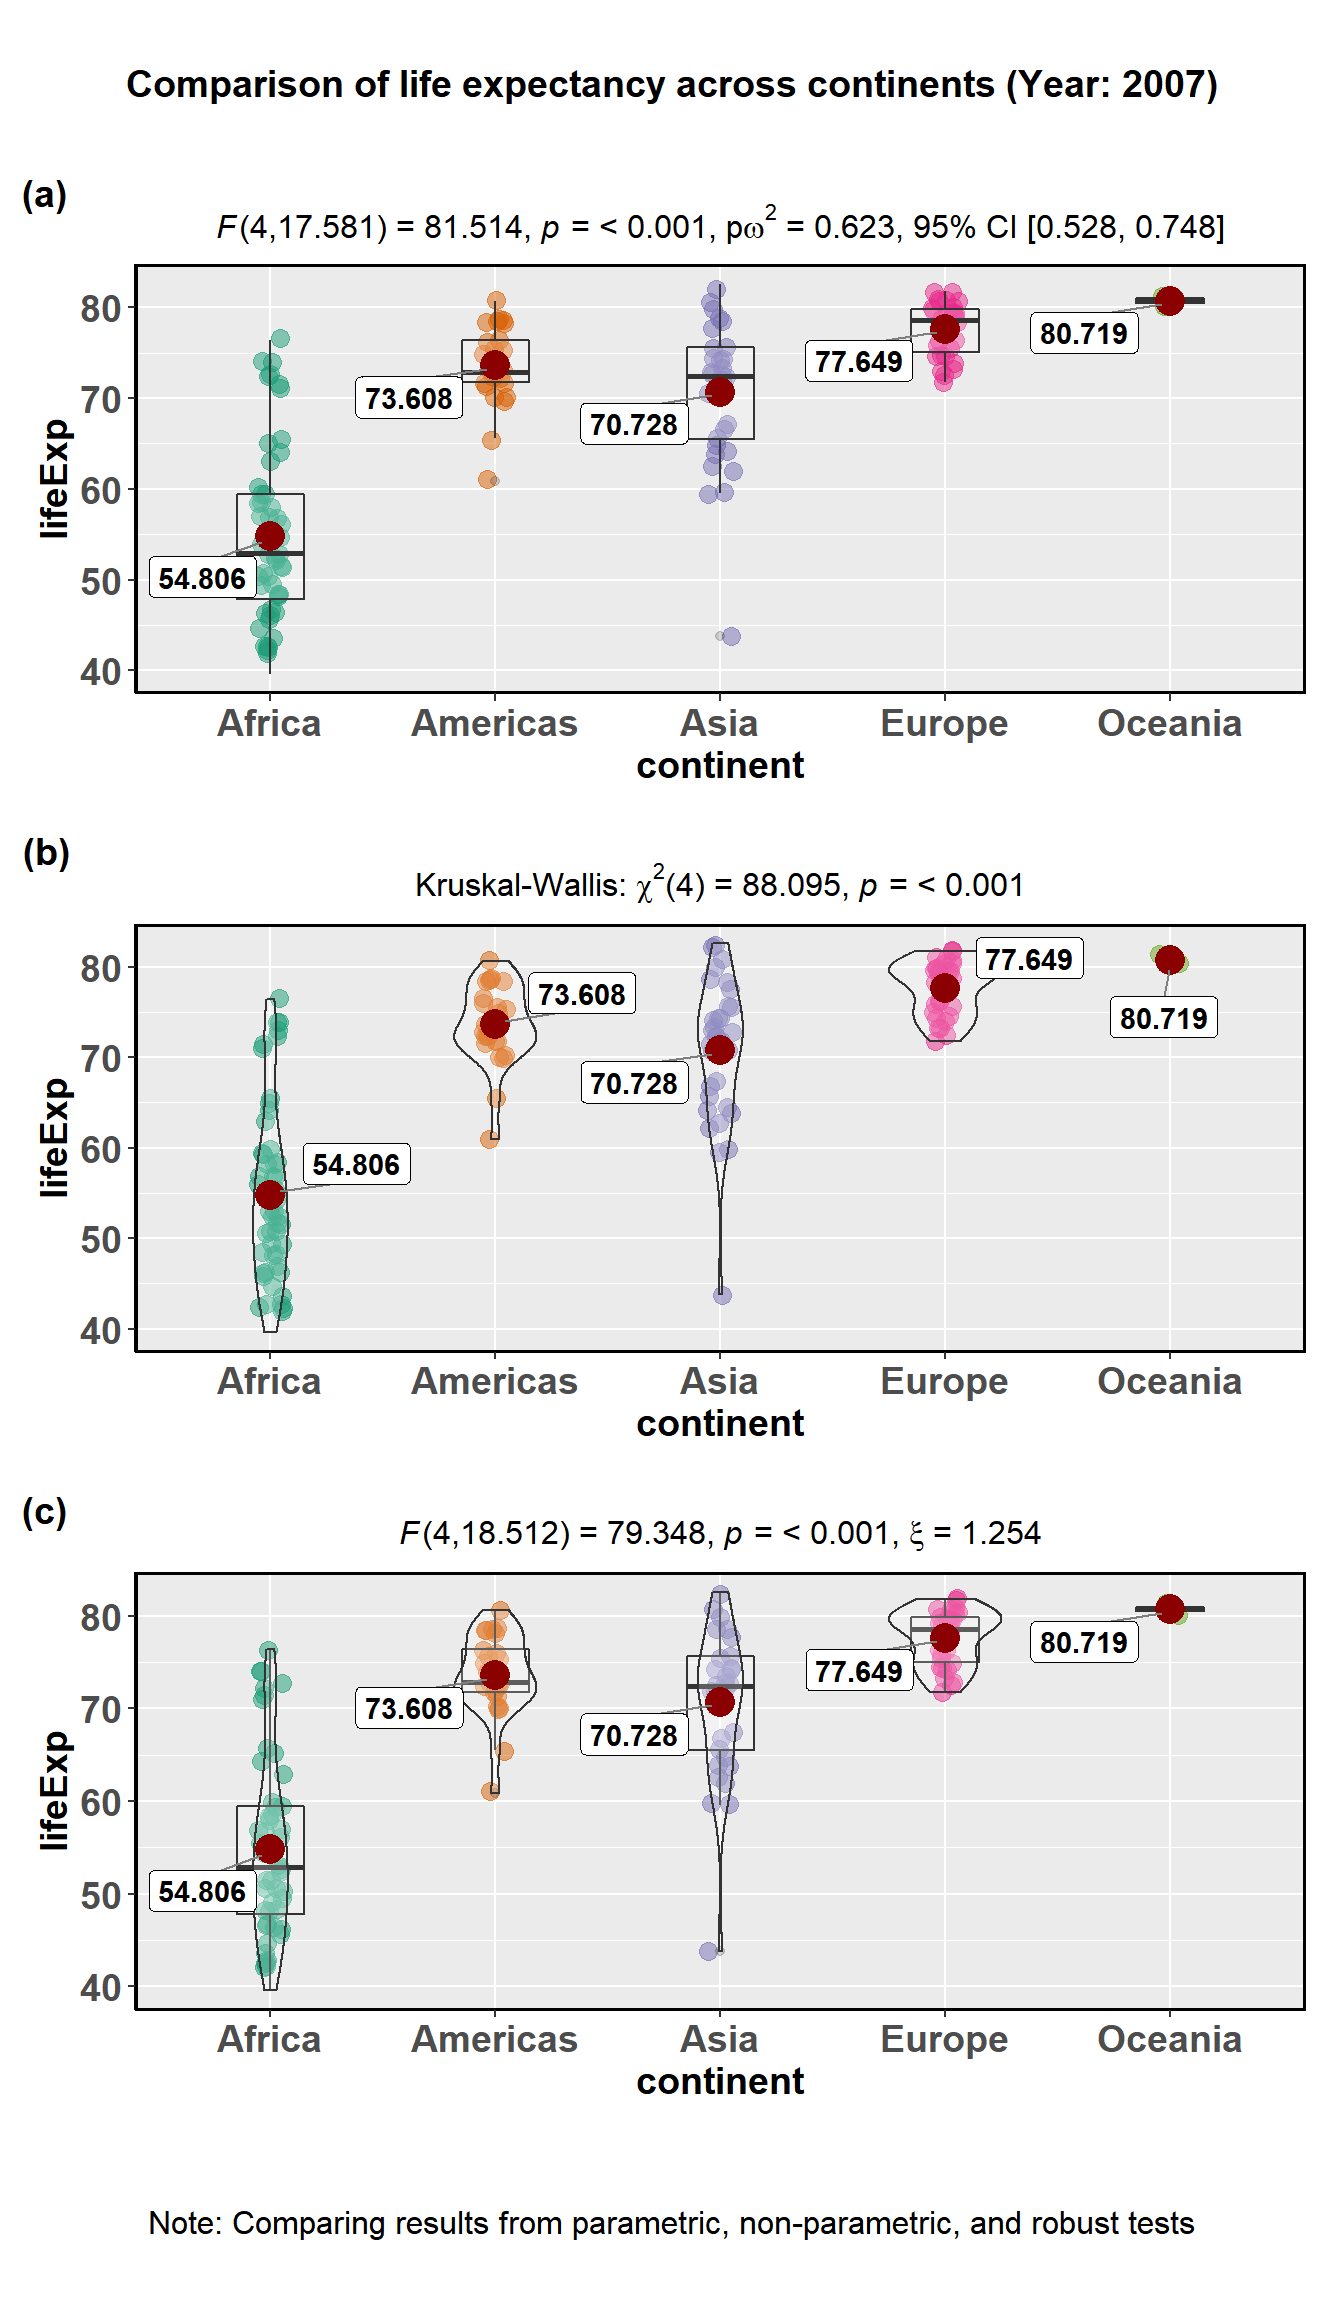 Comparison of life expectancy across continents (Year: 2007)
(a)
F(4,17.581) = 81.514, p = < 0.001, pω² = 0.623, 95% CI [0.528, 0.748]
lifeExp
80
70
60
50
40
54.806
73.608
70.728
77.649
80.719
Africa Americas Asia Europe Oceania
continent
(b)
Kruskal-Wallis: χ²(4) = 88.095, p = < 0.001
lifeExp
80
70
60
50
40
54.806
73.608
70.728
77.649
80.719
Africa Americas Asia Europe Oceania
continent
(c)
F(4,18.512) = 79.348, p = < 0.001, ξ = 1.254
lifeExp
80
70
60
50
40
54.806
73.608
70.728
77.649
80.719
Africa Americas Asia Europe Oceania
continent
Note: Comparing results from parametric, non-parametric, and robust tests